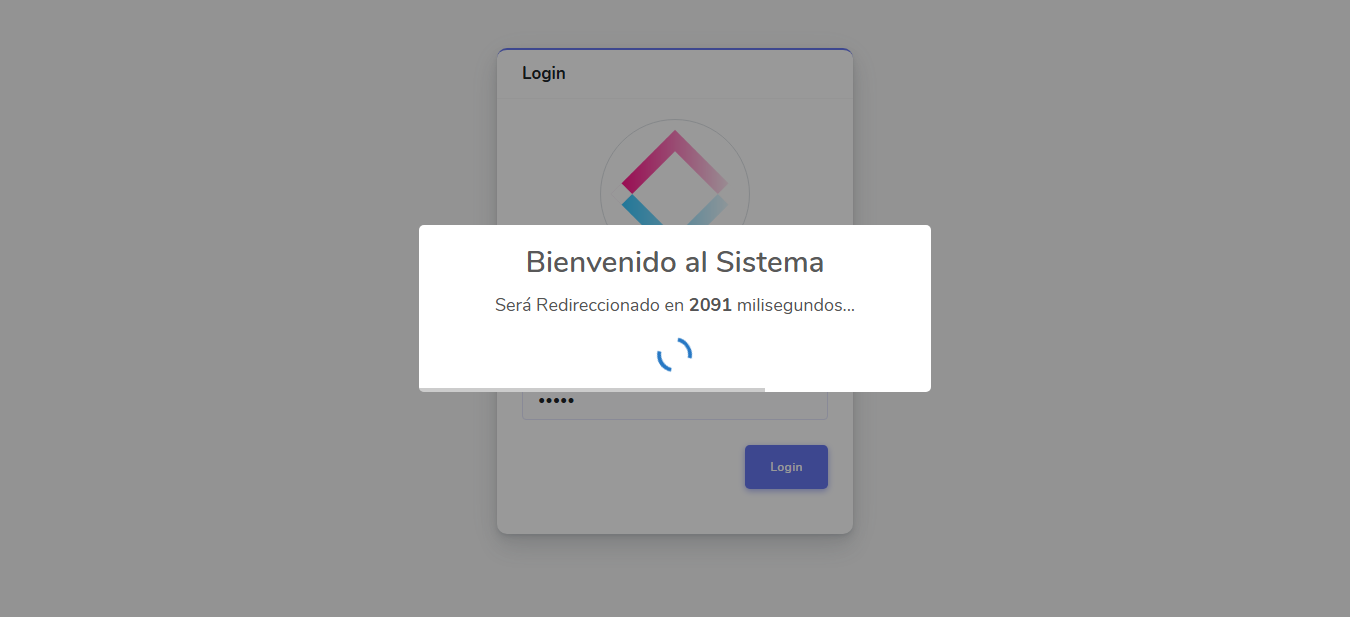 Login
Bienvenido al Sistema
Será Redireccionado en 2091 milisegundos...
•••••
Login